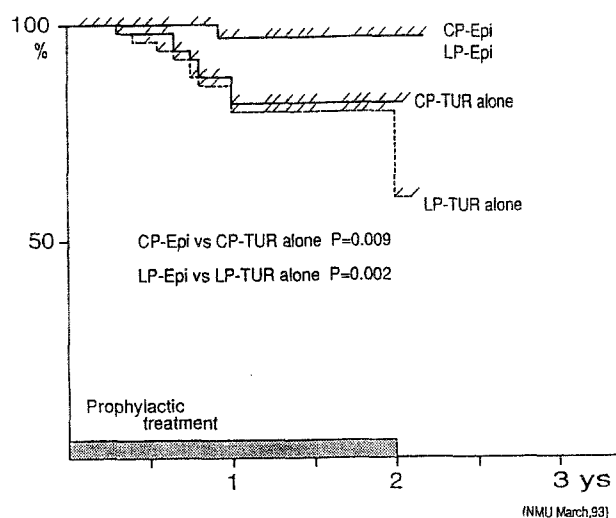 100
%
CP-Epi
LP-Epi
CP-TUR alone
LP-TUR alone
50
CP-Epi vs CP-TUR alone P=0.009
LP-Epi vs LP-TUR alone P=0.002
Prophylactic
treatment
1 2 3 ys
(NMU March,93)